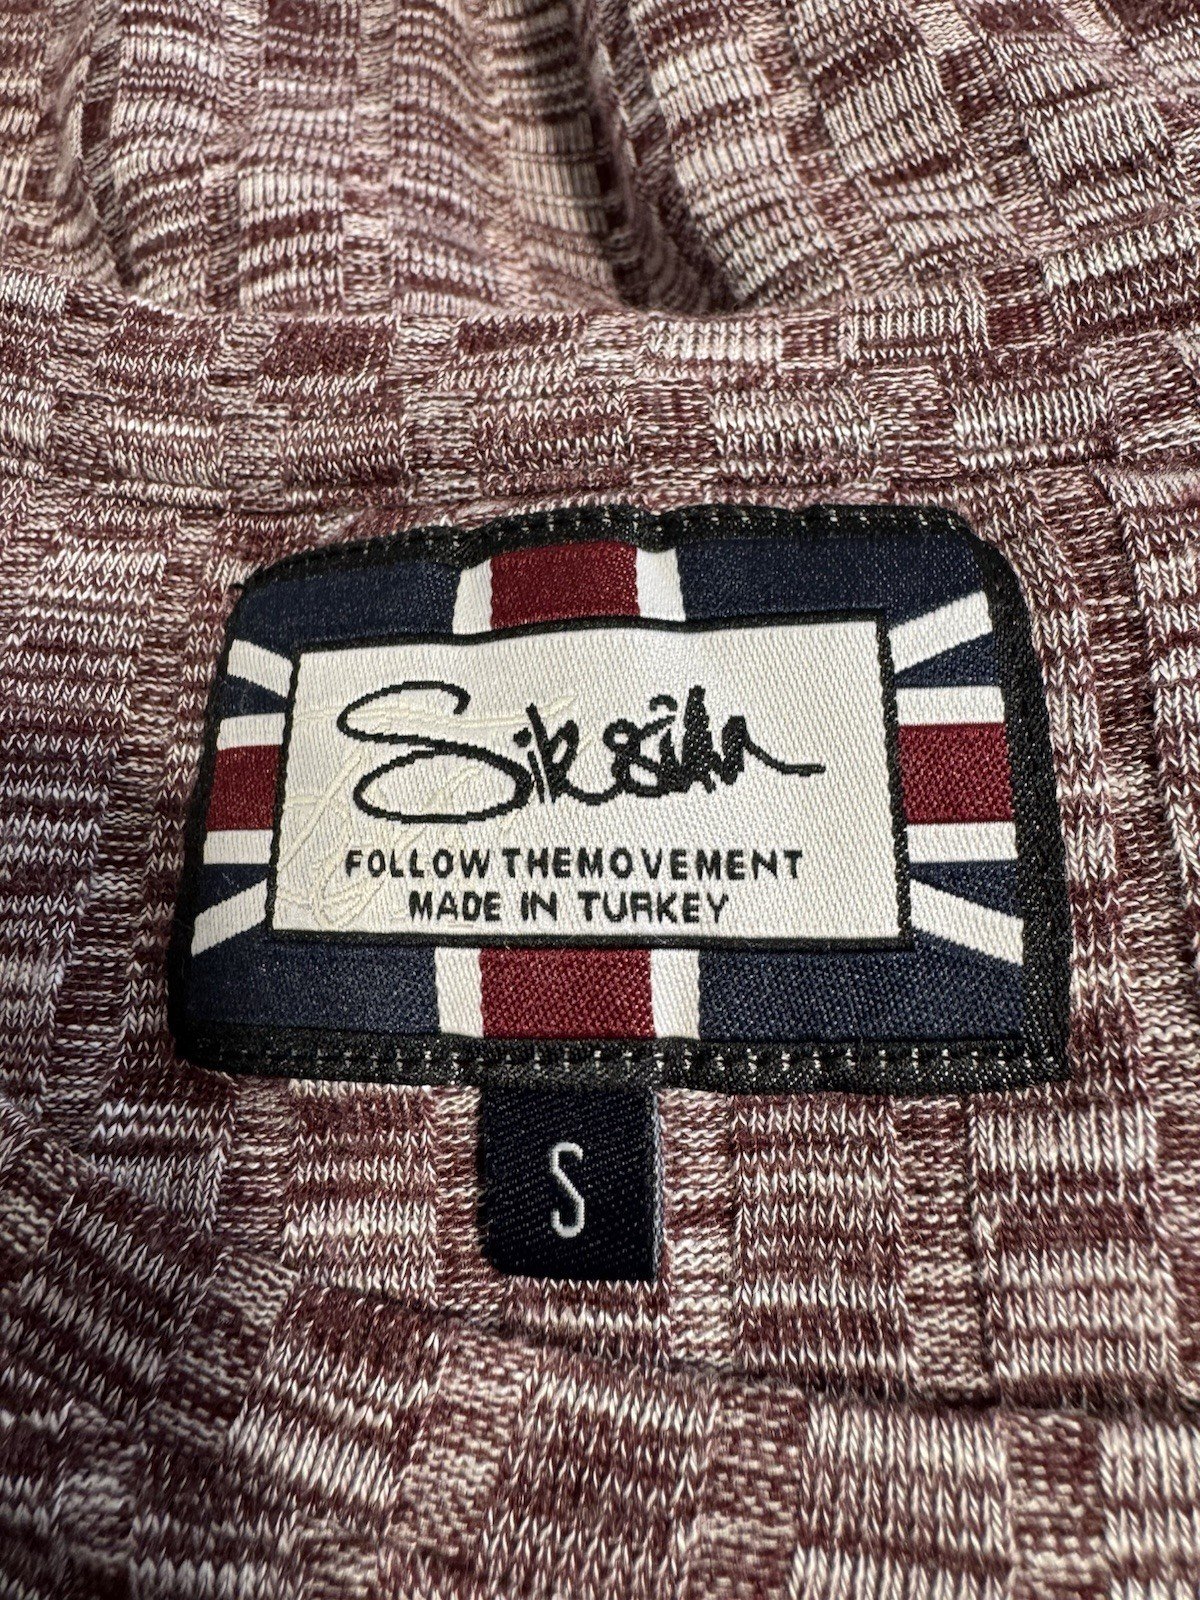 Siksilk
FOLLOW THEMOVEMENT
MADE IN TURKEY
S